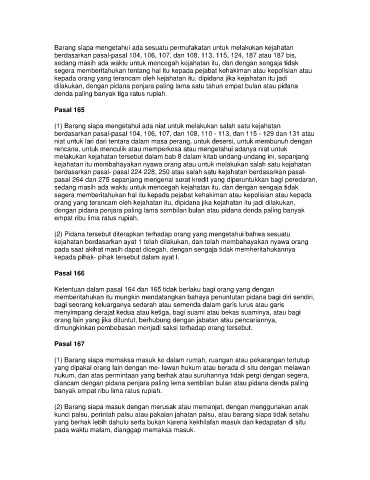 Barang siapa mengetahui ada sesuatu permufakatan untuk melakukan kejahatan
berdasarkan pasal-pasal 104, 106, 107, dan 108, 113, 115, 124, 187 atau 187 bis,
sedang masih ada waktu untuk mencegah kejahatan itu, dan dengan sengaja tidak
segera memberitahukan tentang hal itu kepada pejabat kehakiman atau kepolisian atau
kepada orang yang terancam oleh kejahatan itu, dipidana jika kejahatan itu jadi
dilakukan, dengan pidana penjara paling lama satu tahun empat bulan atau pidana
denda paling banyak tiga ratus rupiah.
Pasal 165
(1) Barang siapa mengetahui ada niat untuk melakukan salah satu kejahatan
berdasarkan pasal-pasal 104, 106, 107, dan 108, 110 - 113, dan 115 - 129 dan 131 atau
niat untuk lari dari tentara dalam masa perang, untuk desersi, untuk membunuh dengan
rencana, untuk menculik atau memperkosa atau mengetahui adanya niat untuk
melakukan kejahatan tersebut dalam bab 8 dalam kitab undang-undang ini, sepanjang
kejahatan itu membahayakan nyawa orang atau untuk melakukan salah satu kejahatan
berdasarkan pasal- pasal 224 228, 250 atau salah satu kejahatan berdasarkan pasal-
pasal 264 dan 275 sepanjang mengenai surat kredit yang diperuntukkan bagi peredaran,
sedang masih ada waktu untuk mencegah kejahatan itu, dan dengan sengaja tidak
segera memberitahukan hal itu kepada pejabat kehakiman atau kepolisian atau kepada
orang yang terancam oleh kejahatan itu, dipidana jika kejahatan itu jadi dilakukan,
dengan pidana penjara paling lama sembilan bulan atau pidana denda paling banyak
empat ribu lima ratus rupiah.
(2) Pidana tersebut diterapkan terhadap orang yang mengetahui bahwa sesuatu
kejahatan berdasarkan ayat 1 telah dilakukan, dan telah membahayakan nyawa orang
pada saat akihat masih dapat dicegah, dengan sengaja tidak memheritahukannya
kepada pihak- pihak tersebut dalam ayat l.
Pasal 166
Ketentuan dalam pasal 164 dan 165 tidak berlaku bagi orang yang dengan
memberitahukan itu mungkin mendatangkan bahaya penuntutan pidana bagi diri sendiri,
bagi seorang keluarganya sedarah atau semenda dalam garis lurus atau garis
menyimpang derajat kedua atau ketiga, bagi suami atau bekas suaminya, atau bagi
orang lain yang jika dituntut, berhubung dengan jabatan atau pencariannya,
dimungkinkan pembebasan menjadi saksi terhadap orang tersebut.
Pasal 167
(1) Barang siapa memaksa masuk ke dalam rumah, ruangan atau pekarangan tertutup
yang dipakai orang lain dengan me- lawan hukum atau berada di situ dengan melawan
hukum, dan atas permintaan yang berhak atau suruhannya tidak pergi dengan segera,
diancam dengan pidana penjara paling lama sembilan bulan atau pidana denda paling
banyak empat ribu lima ratus rupiah.
(2) Barang siapa masuk dengan merusak atau memanjat, dengan menggunakan anak
kunci palsu, perintah palsu atau pakaian jahatan palsu, atau barang siapa tidak setahu
yang berhak lebih dahulu serta bukan karena kekhilafan masuk dan kedapatan di situ
pada waktu malam, dianggap memaksa masuk.